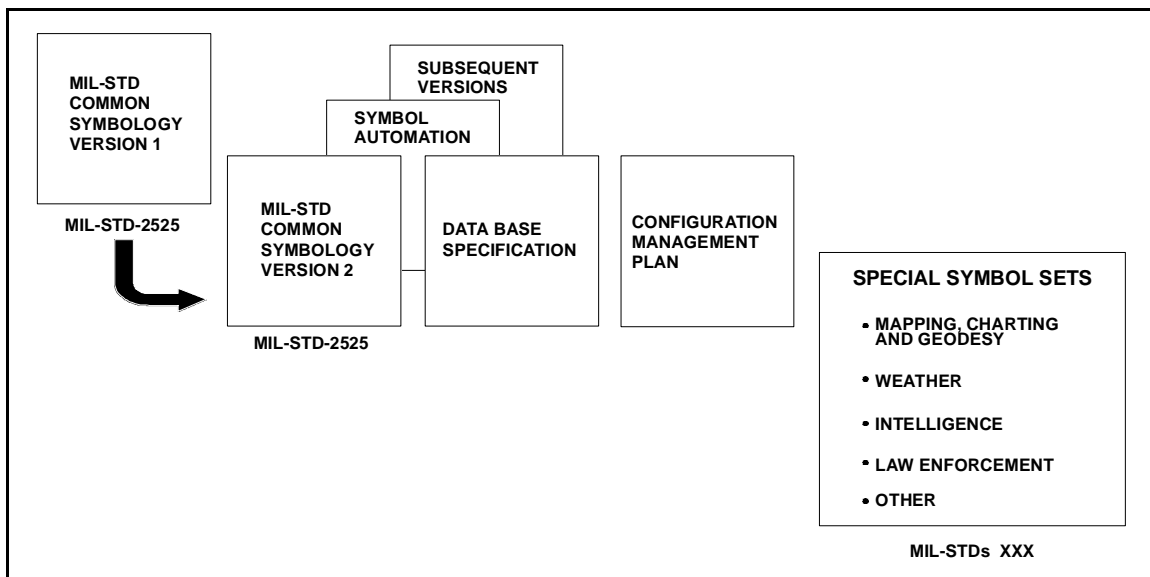 MIL-STD
COMMON
SYMBOLOGY
VERSION 1
MIL-STD-2525
SUBSEQUENT
VERSIONS
SYMBOL
AUTOMATION
MIL-STD
COMMON
SYMBOLOGY
VERSION 2
MIL-STD-2525
DATA BASE
SPECIFICATION
CONFIGURATION
MANAGEMENT
PLAN
SPECIAL SYMBOL SETS
• MAPPING, CHARTING
AND GEODESY
• WEATHER
• INTELLIGENCE
• LAW ENFORCEMENT
• OTHER
MIL-STDs XXX